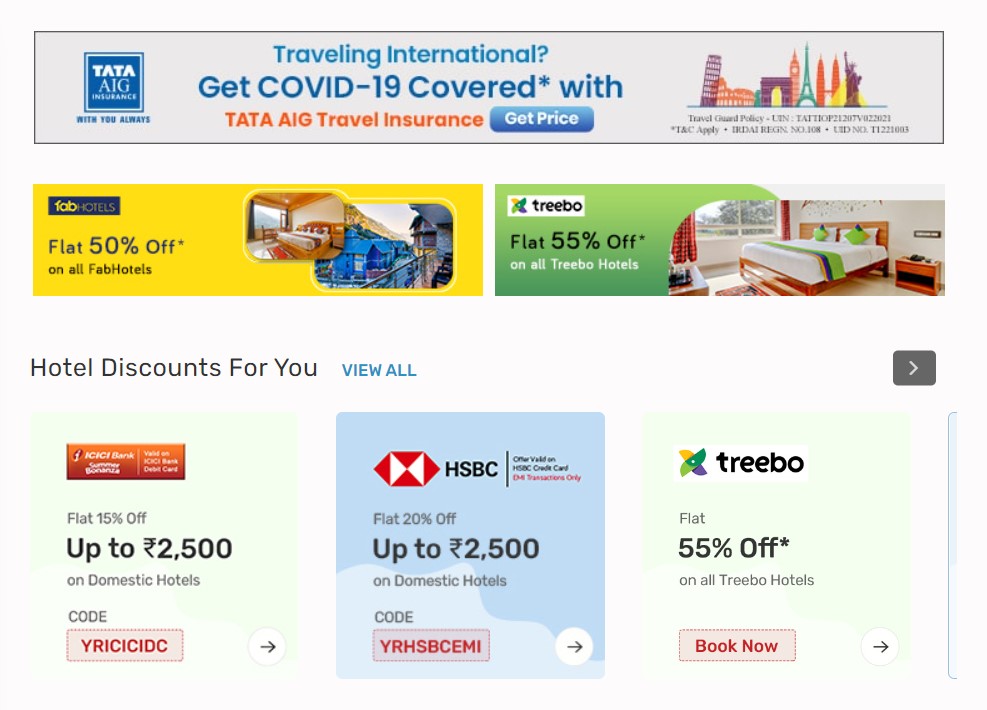 TATA
AIG
INSURANCE
WITH YOU ALWAYS
Traveling International?
Get COVID-19 Covered* with
TATA AIG Travel Insurance Get Price
Travel Guard Policy - UIN : TATTIOP21207V022021
*T&C Apply • IRDAI REGN. NO.108 • UID NO. T1221003
fabHOTELS
Flat 50% Off*
on all FabHotels
treebo
Flat 55% Off*
on all Treebo Hotels
Hotel Discounts For You VIEW ALL
ICICI Bank
Summer
Bonanza
Valid on
ICICI Bank
Debit Card
Flat 15% Off
Up to ₹2,500
on Domestic Hotels
CODE
YRICICIDC
HSBC
Offer Valid on
HSBC Credit Card
EMI Transactions Only
Flat 20% Off
Up to ₹2,500
on Domestic Hotels
CODE
YRHSBCEMI
treebo
Flat
55% Off*
on all Treebo Hotels
Book Now